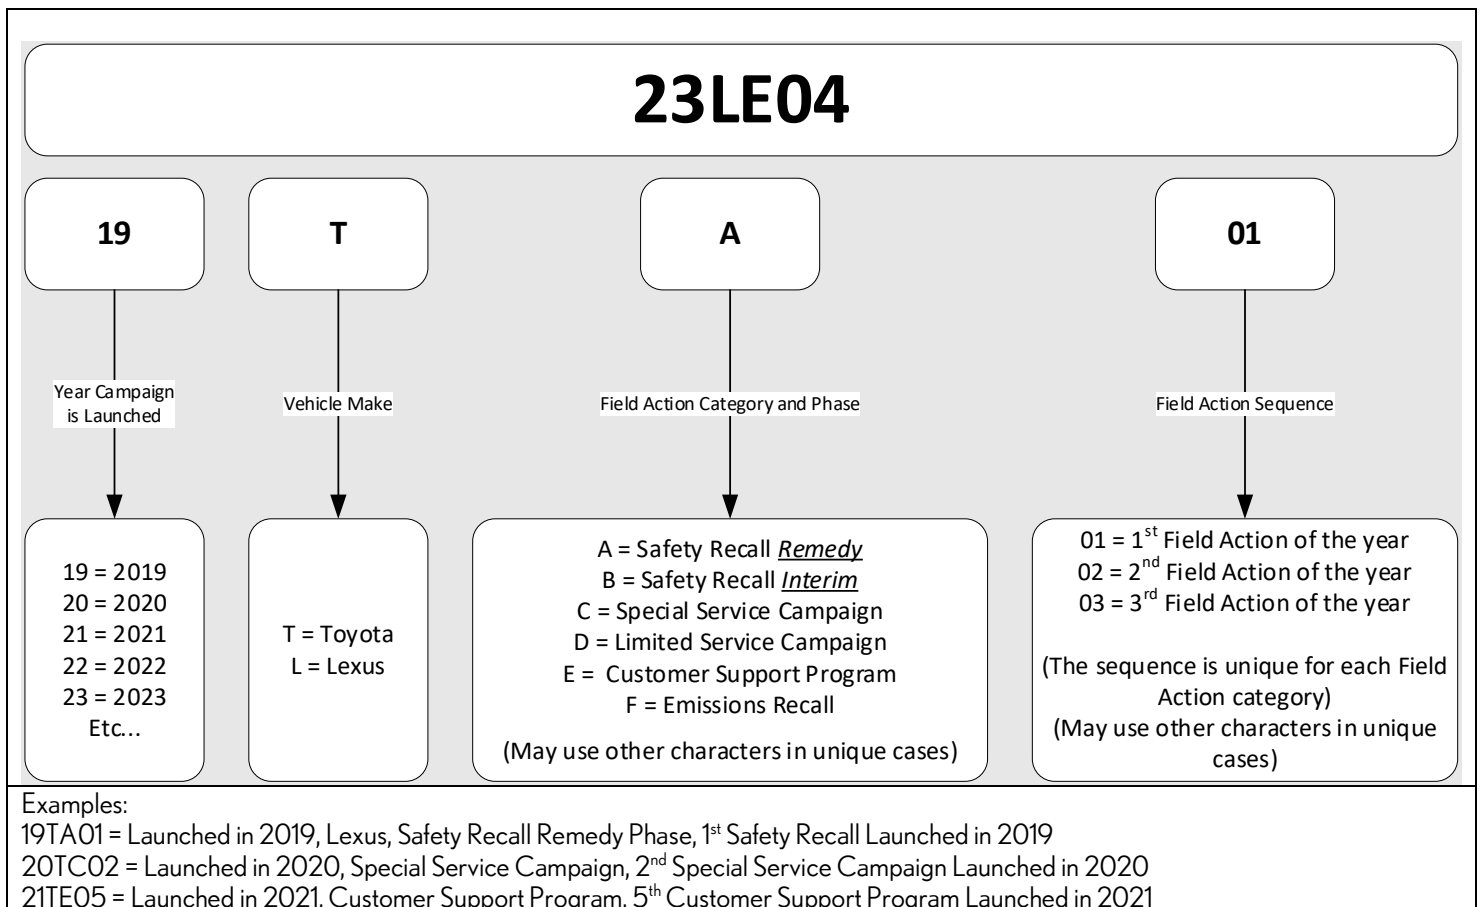 23LE04
19
T
A
01
Year Campaign
is Launched
Vehicle Make
Field Action Category and Phase
Field Action Sequence
19 = 2019
20 = 2020
21 = 2021
22 = 2022
23 = 2023
Etc...
T = Toyota
L = Lexus
A = Safety Recall Remedy
B = Safety Recall Interim
C = Special Service Campaign
D = Limited Service Campaign
E = Customer Support Program
F = Emissions Recall
(May use other characters in unique cases)
01 = 1st Field Action of the year
02 = 2nd Field Action of the year
03 = 3rd Field Action of the year
(The sequence is unique for each Field
Action category)
(May use other characters in unique
cases)
Examples:
19TA01 = Launched in 2019, Lexus, Safety Recall Remedy Phase, 1st Safety Recall Launched in 2019
20TC02 = Launched in 2020, Special Service Campaign, 2nd Special Service Campaign Launched in 2020
21TE05 = Launched in 2021, Customer Support Program, 5th Customer Support Program Launched in 2021